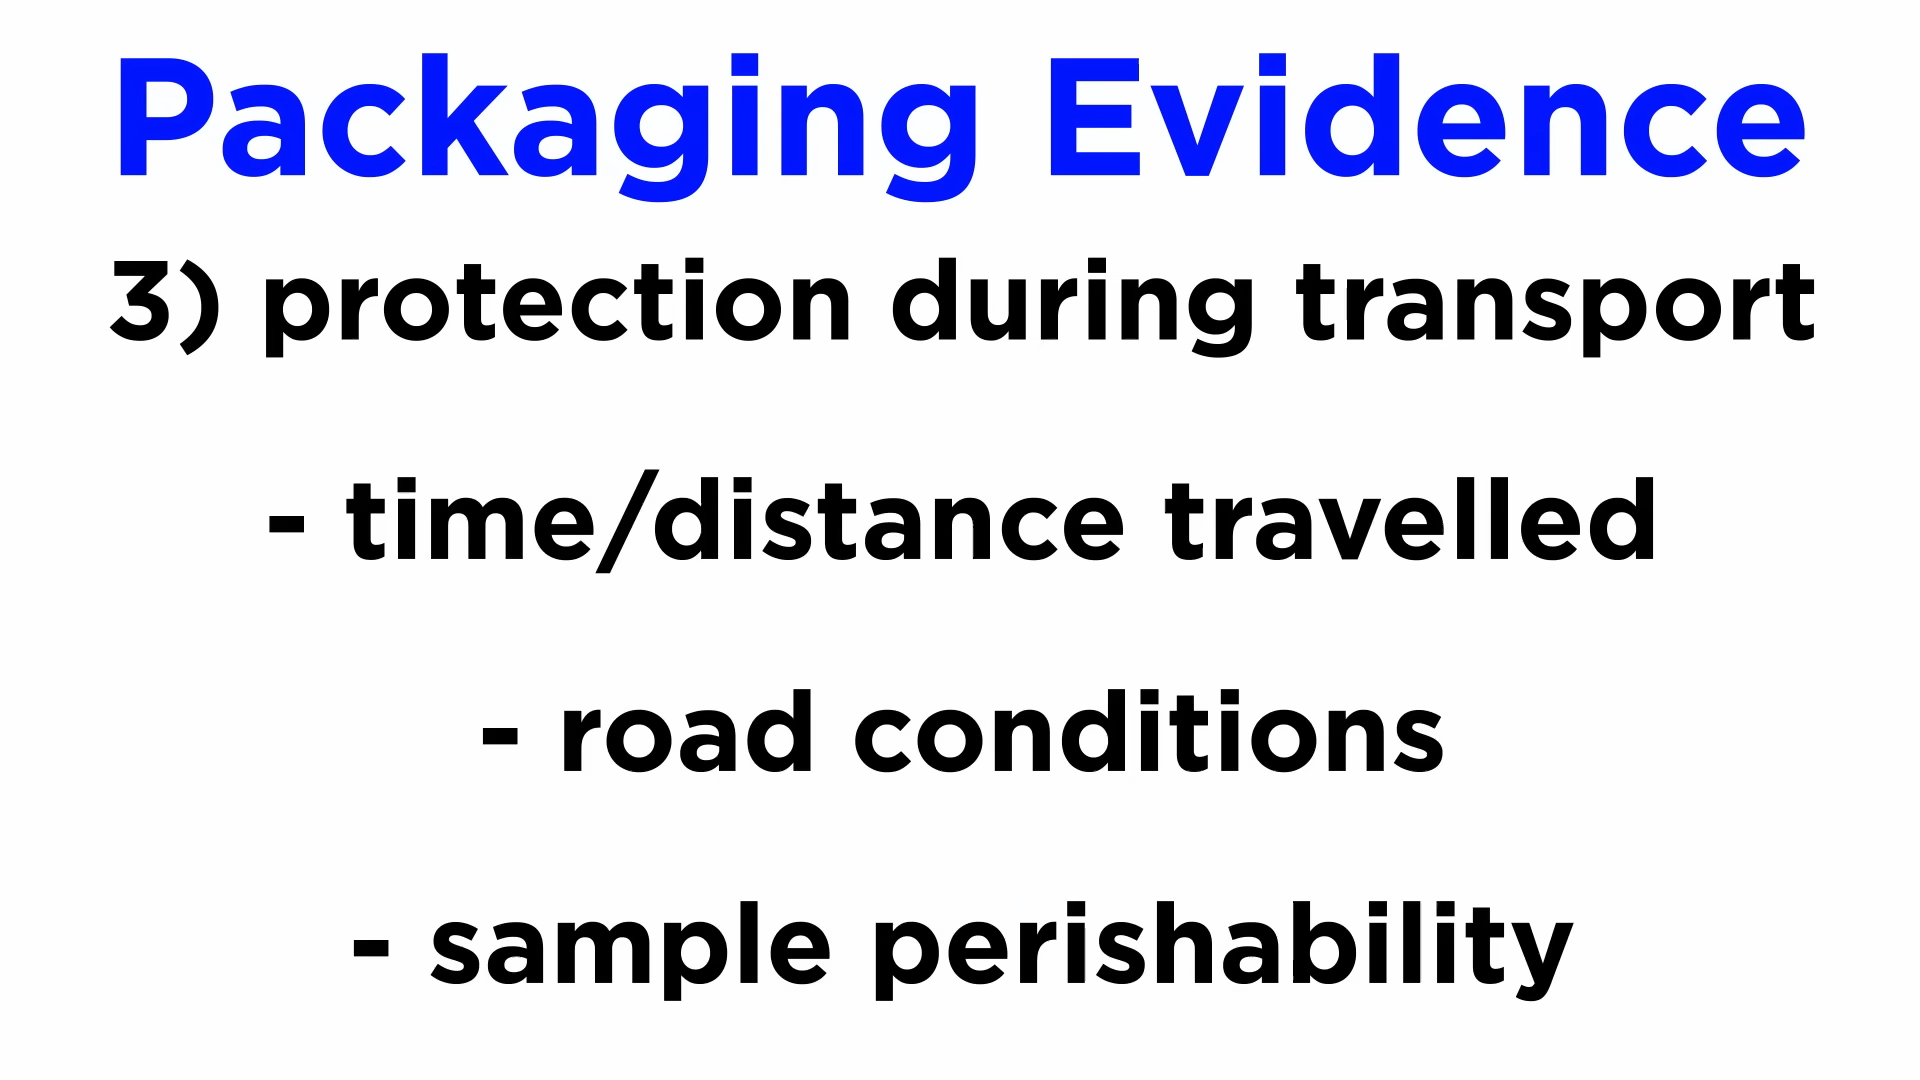 Packaging Evidence
3) protection during transport
- time/distance travelled
- road conditions
- sample perishability